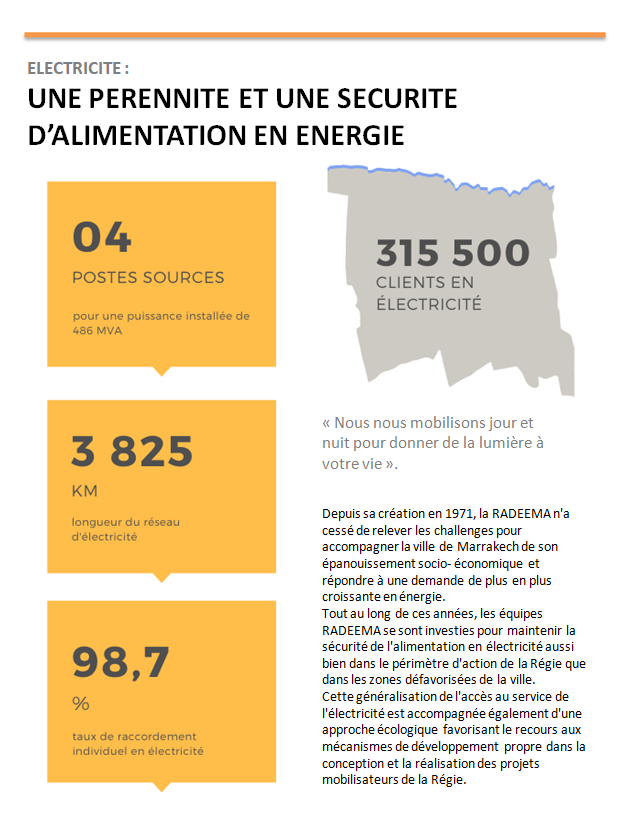 ELECTRICITE :
UNE PERENNITE ET UNE SECURITE
D’ALIMENTATION EN ENERGIE
04
POSTES SOURCES
pour une puissance installée de
486 MVA
3 825
KM
longueur du réseau
d'électricité
98,7
%
taux de raccordement
individuel en électricité
315 500
CLIENTS EN
ÉLECTRICITÉ
« Nous nous mobilisons jour et
nuit pour donner de la lumière à
votre vie ».
Depuis sa création en 1971, la RADEEMA n'a
cessé de relever les challenges pour
accompagner la ville de Marrakech de son
épanouissement socio- économique et
répondre à une demande de plus en plus
croissante en énergie.
Tout au long de ces années, les équipes
RADEEMA se sont investies pour maintenir la
sécurité de l'alimentation en électricité aussi
bien dans le périmètre d'action de la Régie que
dans les zones défavorisées de la ville.
Cette généralisation de l'accès au service de
l'électricité est accompagnée également d'une
approche écologique favorisant le recours aux
mécanismes de développement propre dans la
conception et la réalisation des projets
mobilisateurs de la Régie.